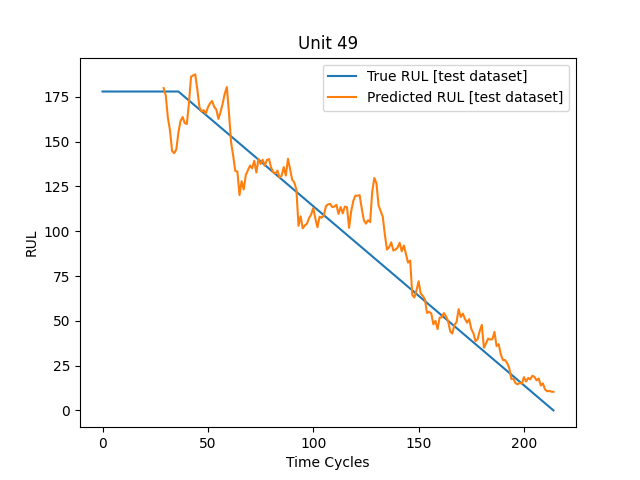 Unit 49
True RUL [test dataset]
Predicted RUL [test dataset]
RUL
175
150
125
100
75
50
25
0
0 50 100 150 200
Time Cycles